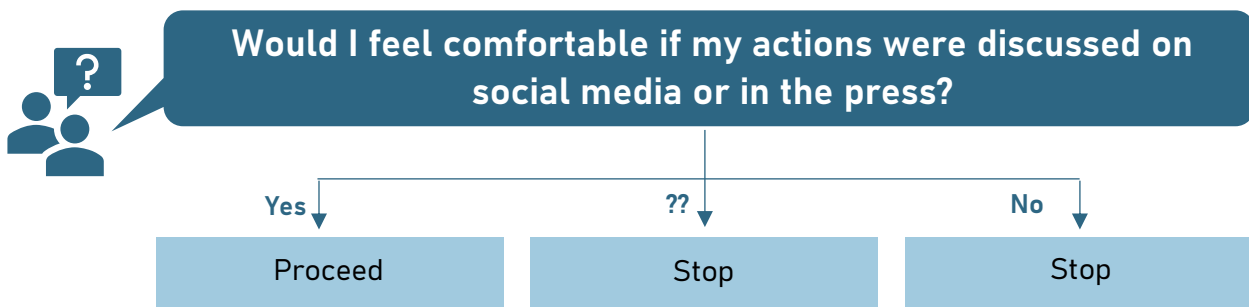 ?
Would I feel comfortable if my actions were discussed on
social media or in the press?
Yes
??
No
Proceed
Stop
Stop